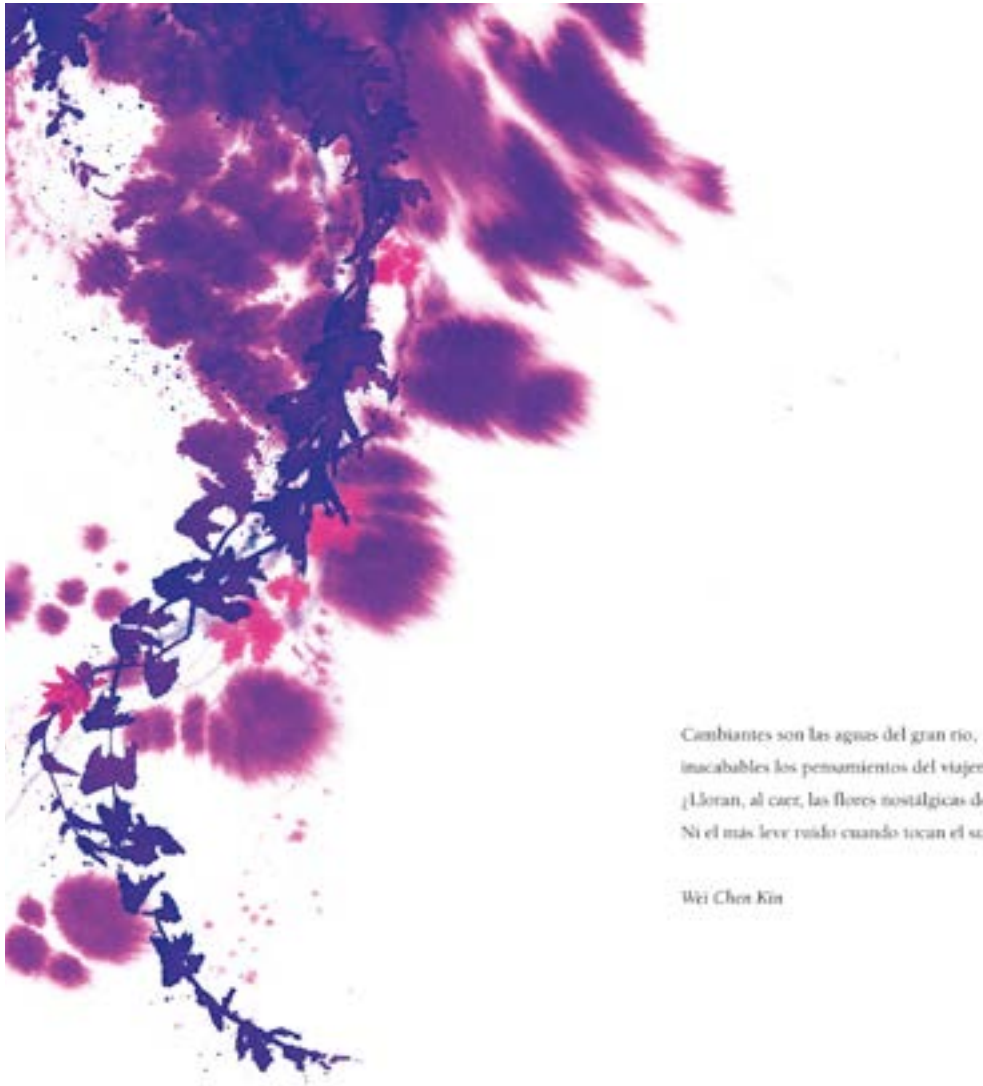 Cambiantes son las aguas del gran río,
inacabables los pensamientos del viajer
¿Lloran, al caer, las flores nostálgicas d
Ni el más leve ruido cuando tocan el s
Wei Chen Kin